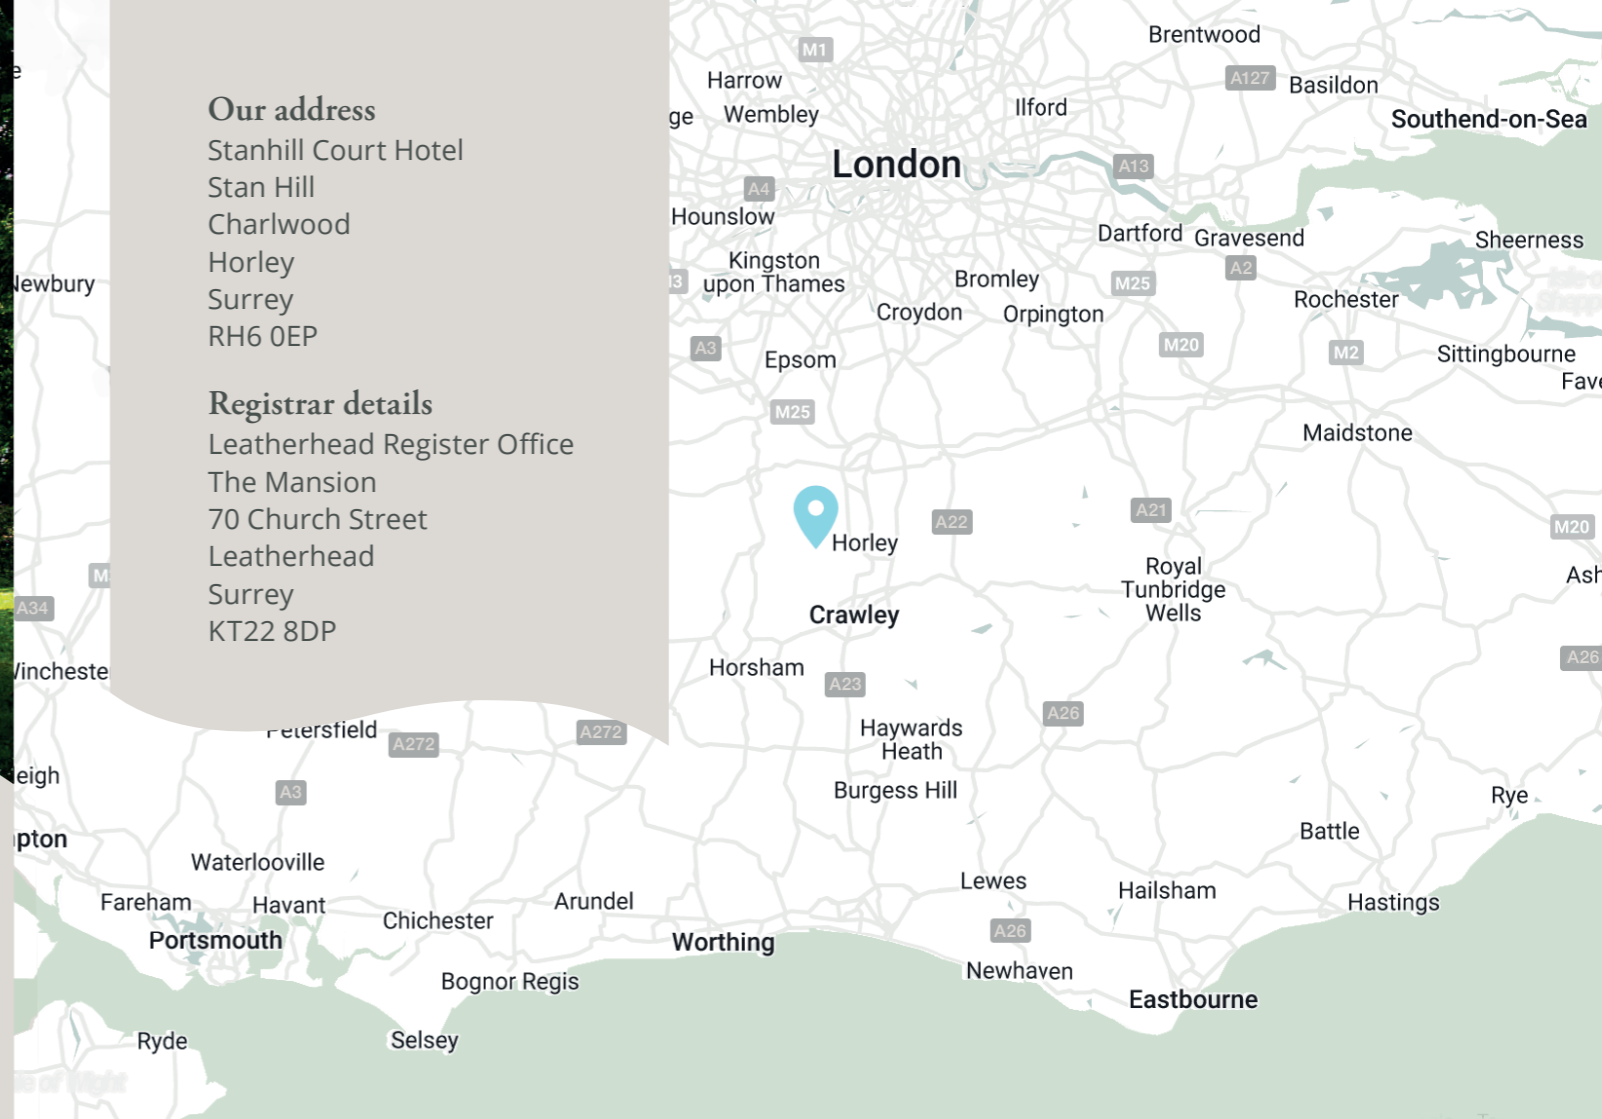 Our address
Stanhill Court Hotel
Stan Hill
Charlwood
Horley
Surrey
RH6 0EP
Registrar details
Leatherhead Register Office
The Mansion
70 Church Street
Leatherhead
Surrey
KT22 8DP
Brentwood
M1
Harrow
A127
Basildon
Wembley
Ilford
Southend-on-Sea
London
A13
A4
Hounslow
Dartford
Gravesend
Sheerness
Kingston
upon Thames
A2
Bromley
M25
Rochester
Croydon
Orpington
A3
M20
M2
Sittingbourne
Epsom
M25
Maidstone
A22
A21
M20
Horley
Royal
Tunbridge
Wells
Crawley
A34
Horsham
A23
A26
A26
Haywards
Heath
Petersfield
A272
A272
Burgess Hill
A3
Rye
Battle
Waterlooville
Lewes
Hailsham
Fareham
Havant
Arundel
Hastings
Chichester
A26
Portsmouth
Worthing
Newhaven
Bognor Regis
Eastbourne
Ryde
Selsey